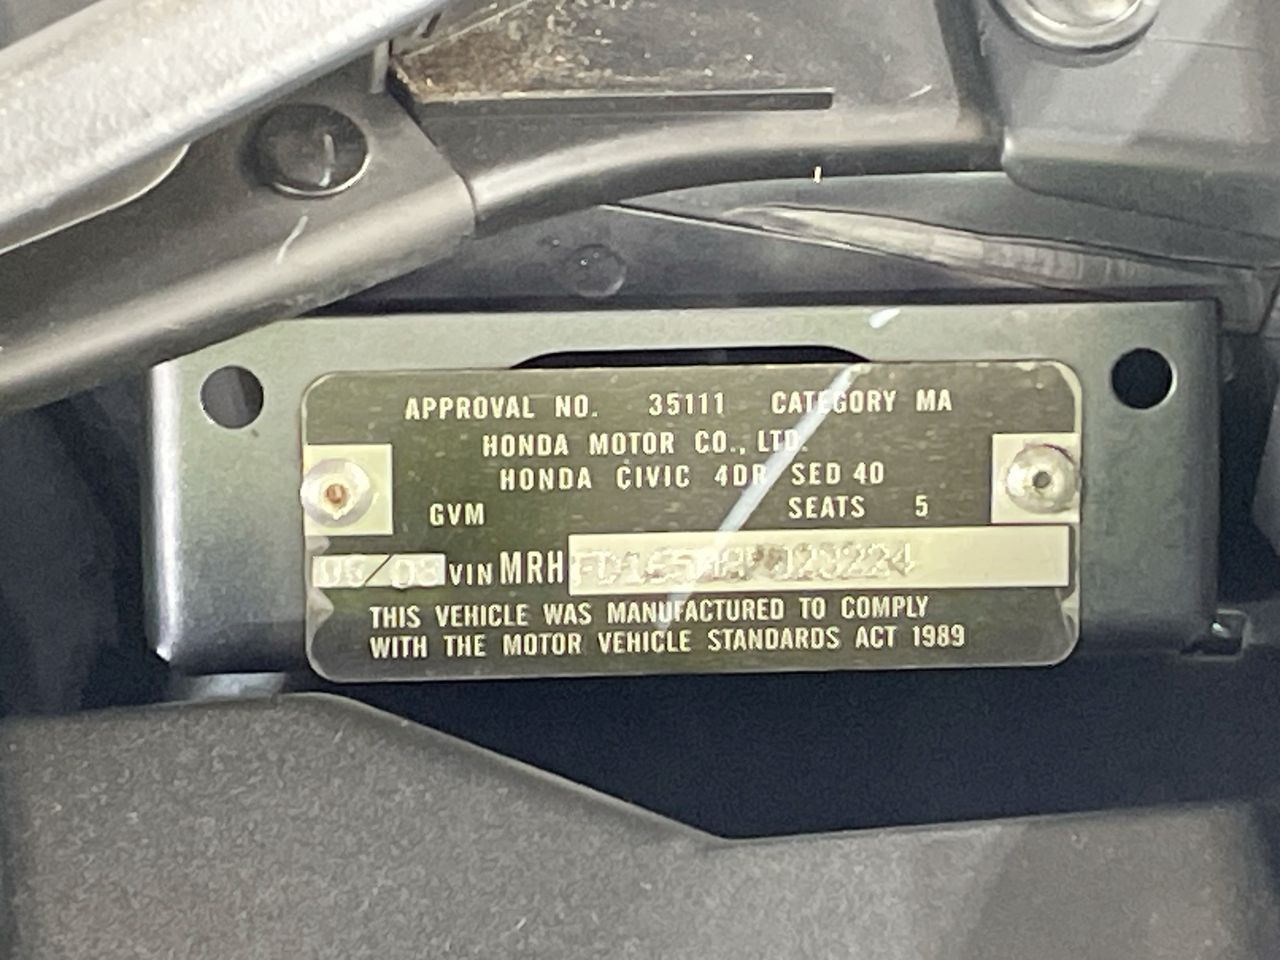 APPROVAL NO. 35111 CATEGORY MA
HONDA MOTOR CO., LTD.
HONDA CIVIC 4DR SED 40
GVM SEATS 5
VIN MRH
THIS VEHICLE WAS MANUFACTURED TO COMPLY
WITH THE MOTOR VEHICLE STANDARDS ACT 1989